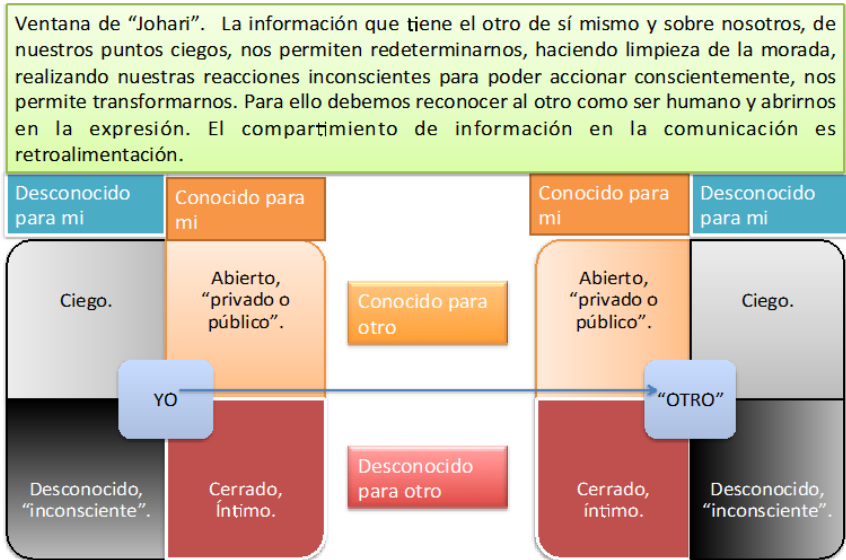 Ventana de “Johari”. La información que tiene el otro de sí mismo y sobre nosotros, de
nuestros puntos ciegos, nos permiten redeterminarnos, haciendo limpieza de la morada,
realizando nuestras reacciones inconscientes para poder accionar conscientemente, nos
permite transformarnos. Para ello debemos reconocer al otro como ser humano y abrirnos
en la expresión. El compartimiento de información en la comunicación es
retroalimentación.
Desconocido
para mi
Conocido para
mi
Conocido para
mi
Desconocido
para mi
Ciego.
Abierto,
“privado o
público”.
Conocido para
otro
Abierto,
“privado o
público”.
Ciego.
YO
“OTRO”
Desconocido,
“inconsciente”.
Cerrado,
Íntimo.
Desconocido
para otro
Cerrado,
íntimo.
Desconocido,
“inconsciente”.